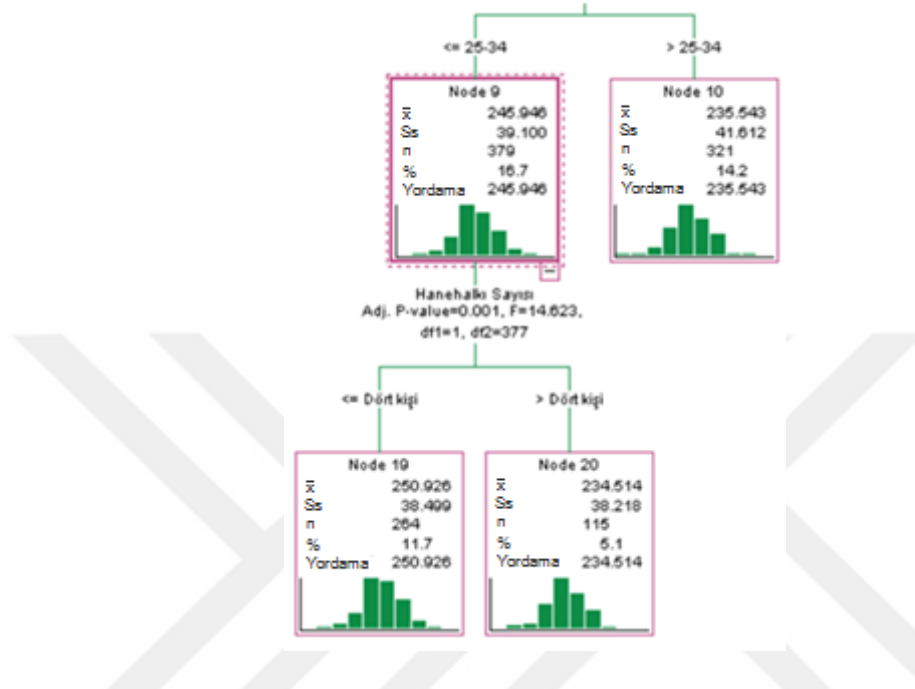 <= 25-34
> 25-34
Node 9
x̅ 245.946
Ss 39.100
n 379
% 16.7
Yordama 245.946
Node 10
x̅ 235.543
Ss 41.612
n 321
% 14.2
Yordama 235.543
Hanehalkı Sayısı
Adj. P-value=0.001, F=14.623,
df1=1, df2=377
<= Dört kişi
> Dört kişi
Node 19
x̅ 250.926
Ss 38.499
n 264
% 11.7
Yordama 250.926
Node 20
x̅ 234.514
Ss 38.218
n 115
% 5.1
Yordama 234.514